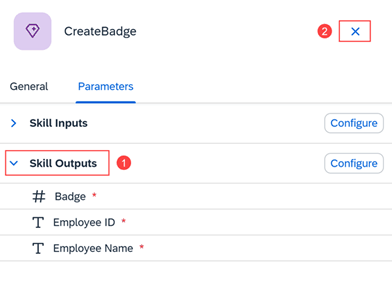 CreateBadge
2
General
Parameters
Skill Inputs
Configure
Skill Outputs
1
Configure
# Badge *
T Employee ID *
T Employee Name *